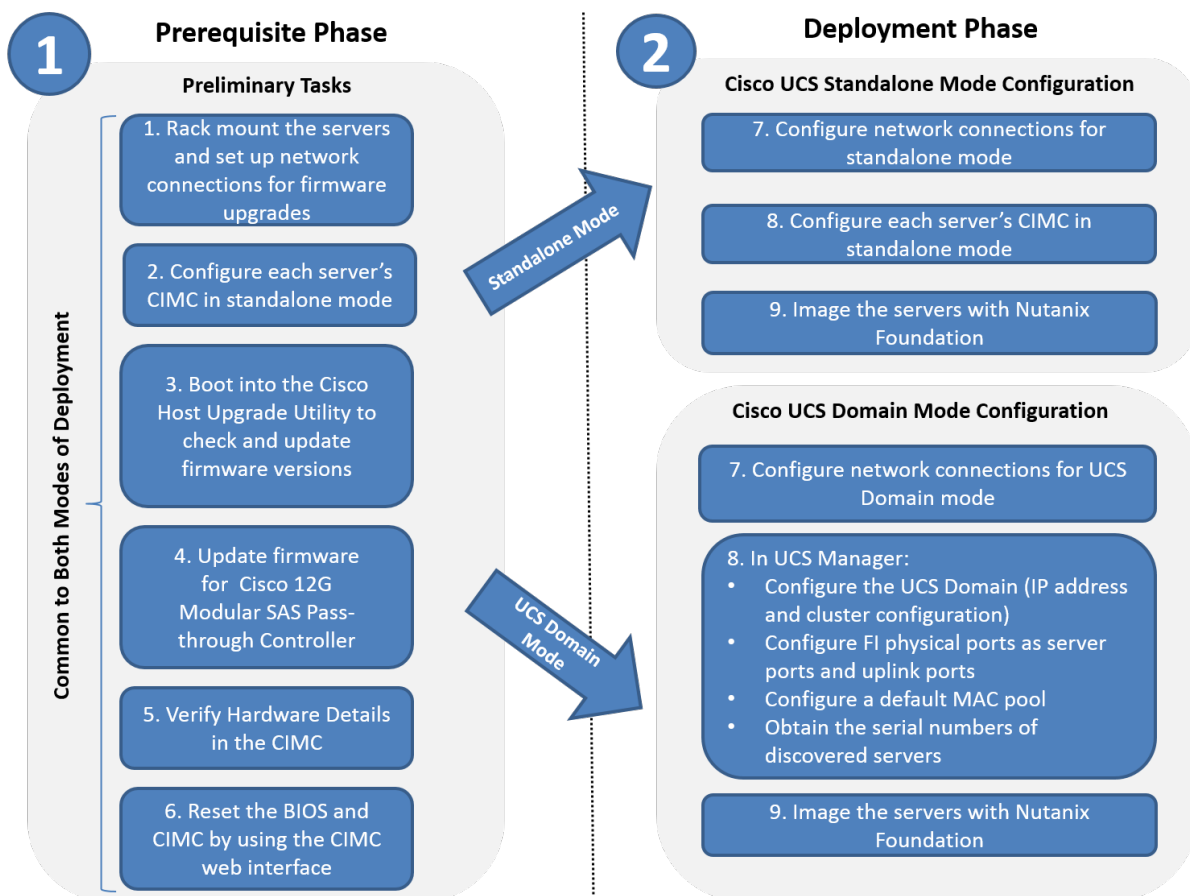 1
Prerequisite Phase
Preliminary Tasks
Common to Both Modes of Deployment
1. Rack mount the servers
and set up network
connections for firmware
upgrades
2. Configure each server’s
CIMC in standalone mode
3. Boot into the Cisco
Host Upgrade Utility to
check and update
firmware versions
4. Update firmware
for Cisco 12G
Modular SAS Pass-
through Controller
5. Verify Hardware Details
in the CIMC
6. Reset the BIOS and
CIMC by using the CIMC
web interface
Standalone Mode
UCS Domain
Mode
2
Deployment Phase
Cisco UCS Standalone Mode Configuration
7. Configure network connections for
standalone mode
8. Configure each server’s CIMC in
standalone mode
9. Image the servers with Nutanix
Foundation
Cisco UCS Domain Mode Configuration
7. Configure network connections for UCS
Domain mode
8. In UCS Manager:
• Configure the UCS Domain (IP address
and cluster configuration)
• Configure FI physical ports as server
ports and uplink ports
• Configure a default MAC pool
• Obtain the serial numbers of
discovered servers
9. Image the servers with Nutanix
Foundation